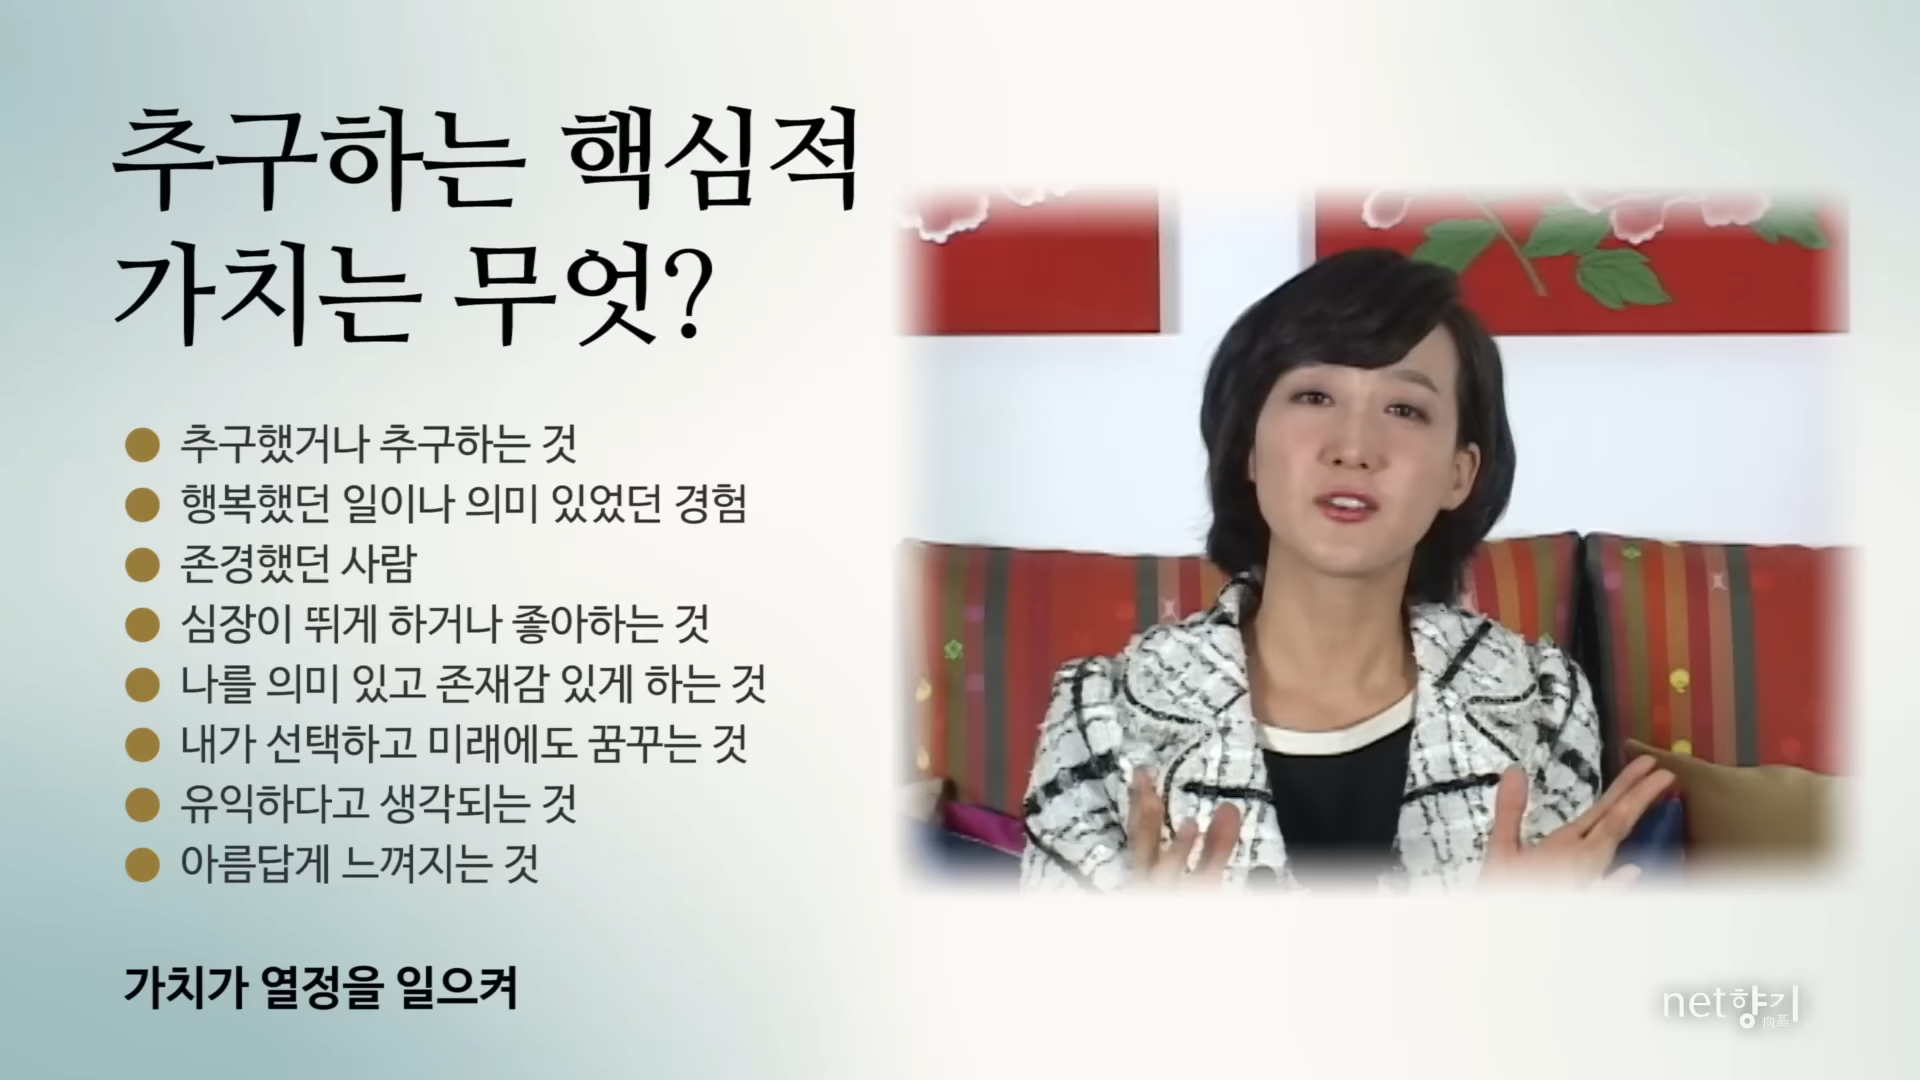 추구하는 핵심적
가치는 무엇?
추구했거나 추구하는 것
행복했던 일이나 의미 있었던 경험
존경했던 사람
심장이 뛰게 하거나 좋아하는 것
나를 의미 있고 존재감 있게 하는 것
내가 선택하고 미래에도 꿈꾸는 것
유익하다고 생각되는 것
아름답게 느껴지는 것
가치가 열정을 일으켜
net향기